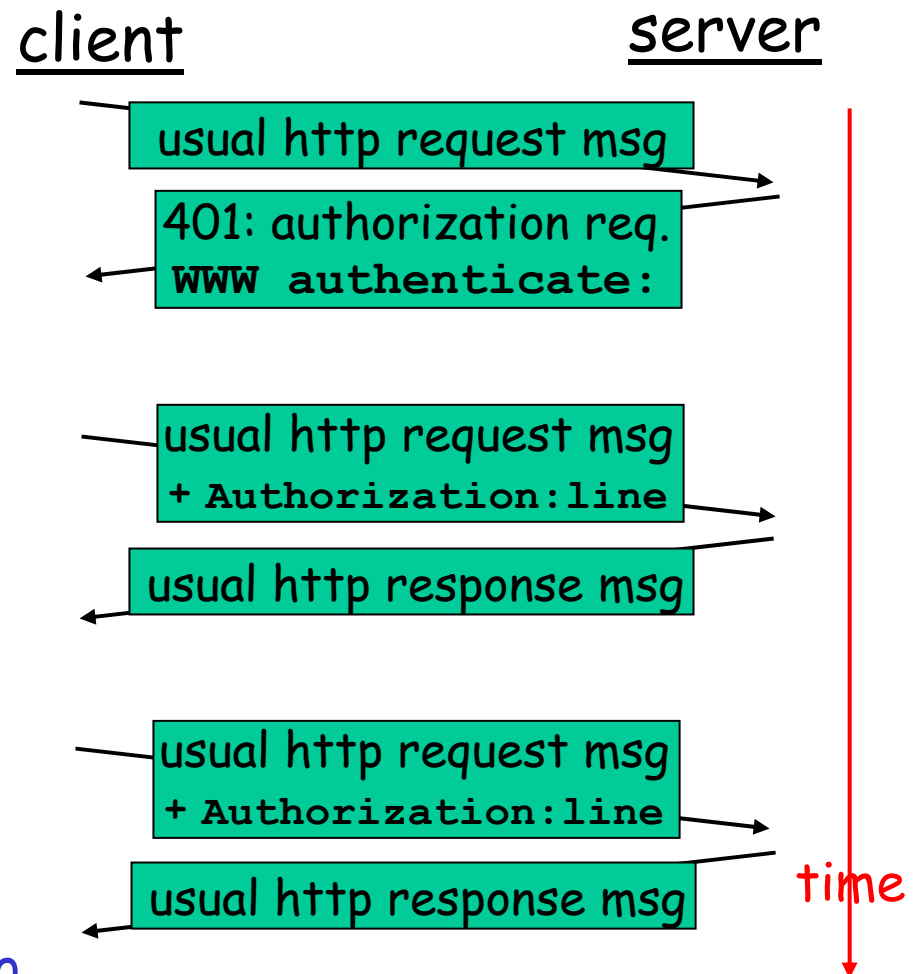 client
server
usual http request msg
401: authorization req.
WWW authenticate:
usual http request msg
+ Authorization:line
usual http response msg
usual http request msg
+ Authorization:line
usual http response msg
time